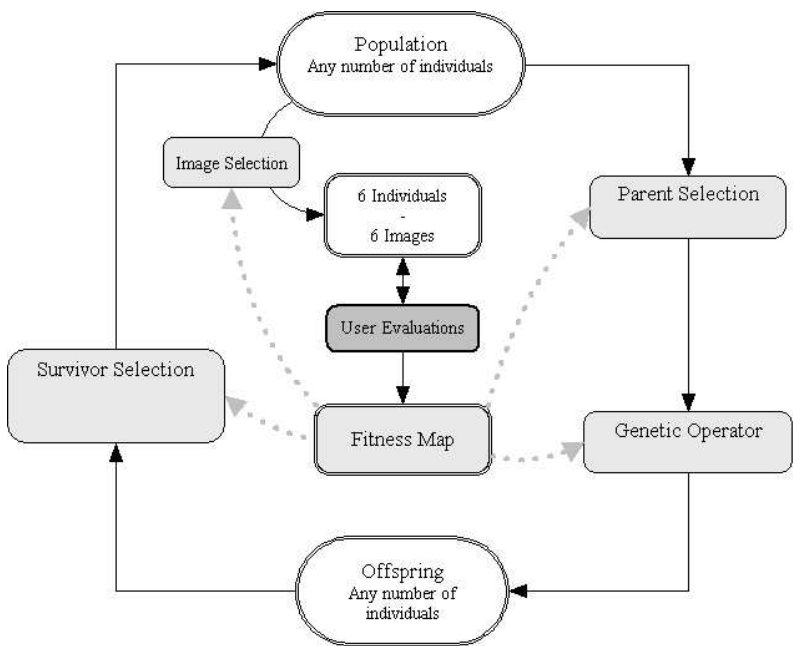 Population
Any number of individuals
Image Selection
6 Individuals
-
6 Images
Parent Selection
User Evaluations
Survivor Selection
Fitness Map
Genetic Operator
Offspring
Any number of
individuals